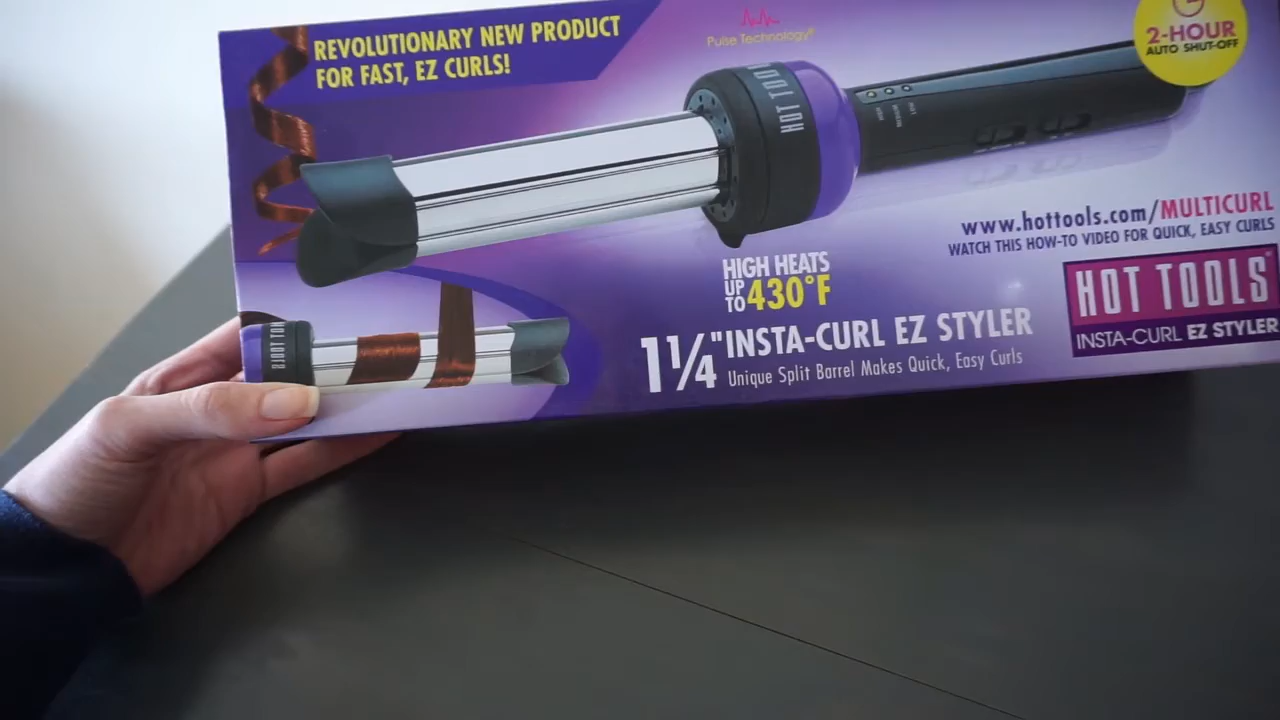 REVOLUTIONARY NEW PRODUCT
FOR FAST, EZ CURLS!
Pulse Technology®
2-HOUR
AUTO SHUT-OFF
HOT TOOLS
www.hottools.com/MULTICURL
WATCH THIS HOW-TO VIDEO FOR QUICK, EASY CURLS
HIGH HEATS
UP TO 430°F
1¼" INSTA-CURL EZ STYLER
Unique Split Barrel Makes Quick, Easy Curls
HOT TOOLS®
INSTA-CURL EZ STYLER